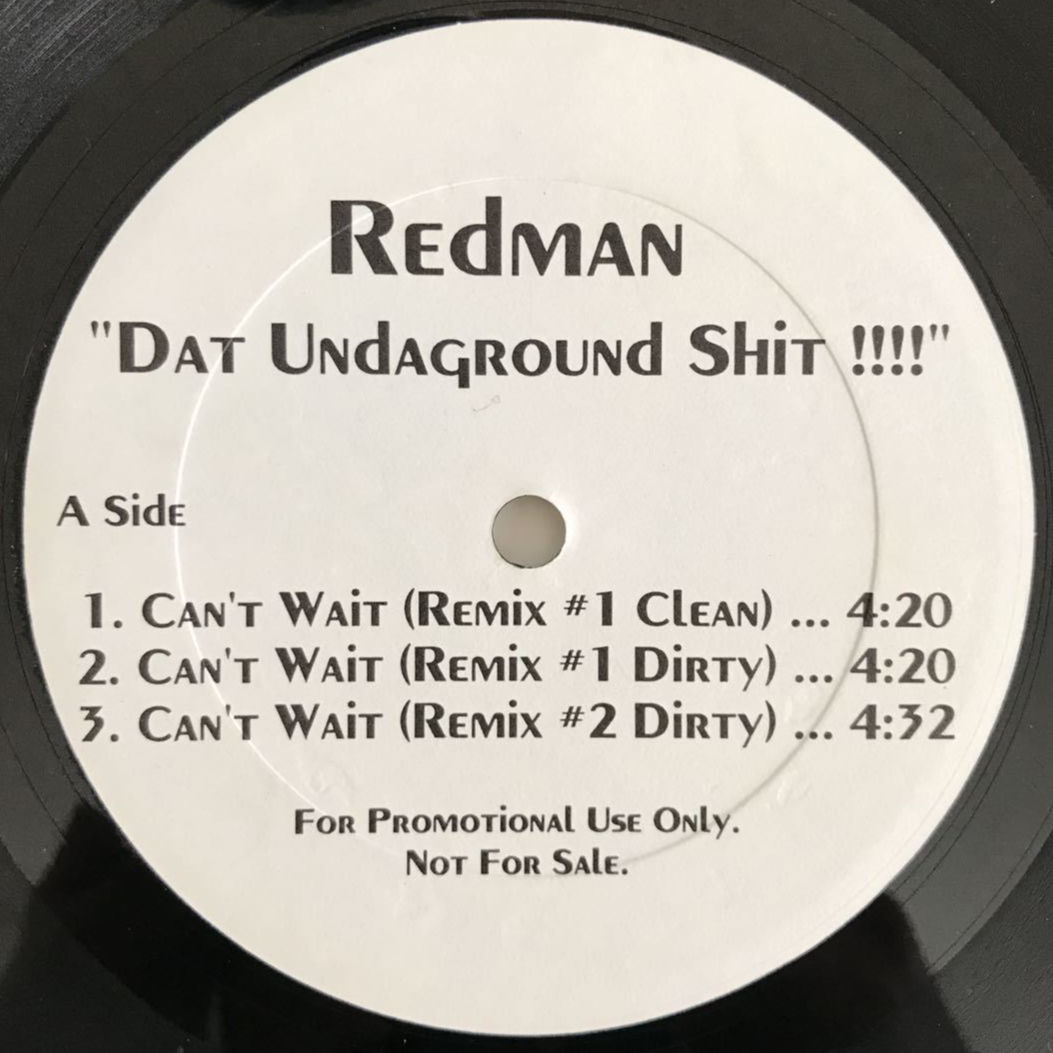 Redman
"Dat Undaground Shit !!!!"
A Side
1. Can't Wait (Remix #1 Clean) ... 4:20
2. Can't Wait (Remix #1 Dirty) ... 4:20
3. Can't Wait (Remix #2 Dirty) ... 4:32
For Promotional Use Only.
Not For Sale.